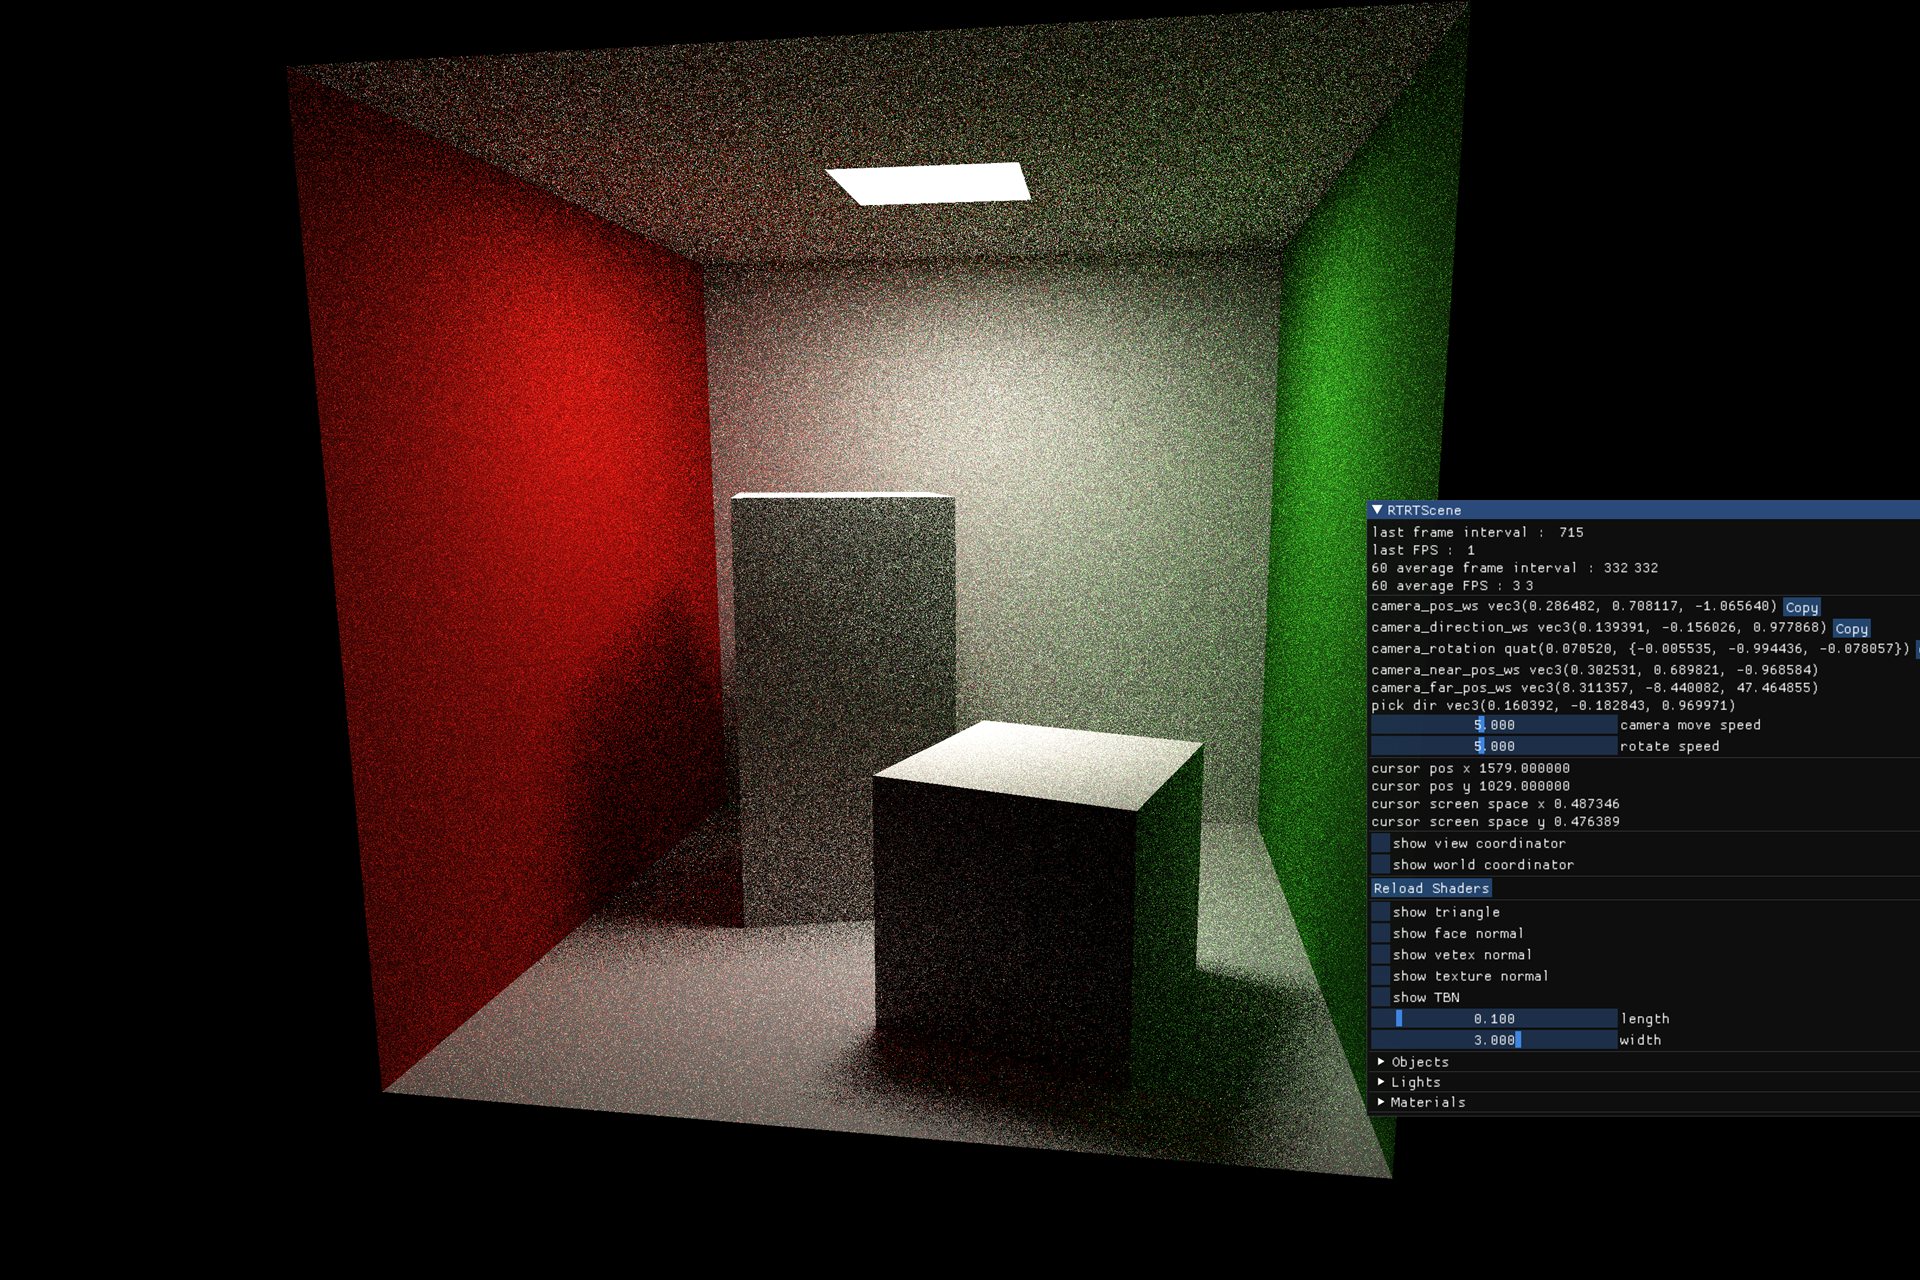 RTRTScene
last frame interval : 715
last FPS : 1
60 average frame interval : 332 332
60 average FPS : 3 3
camera_pos_ws vec3(0.286482, 0.708117, -1.065640) Copy
camera_direction_ws vec3(0.139391, -0.156026, 0.977868) Copy
camera_rotation quat(0.070520, {-0.005535, -0.994436, -0.078057})
camera_near_pos_ws vec3(0.302531, 0.689821, -0.968584)
camera_far_pos_ws vec3(8.311357, -8.440082, 47.464855)
pick dir vec3(0.160392, -0.182843, 0.969971)
5.000 camera move speed
5.000 rotate speed
cursor pos x 1579.000000
cursor pos y 1029.000000
cursor screen space x 0.487346
cursor screen space y 0.476389
show view coordinator
show world coordinator
Reload Shaders
show triangle
show face normal
show vetex normal
show texture normal
show TBN
0.100 length
3.000 width
Objects
Lights
Materials